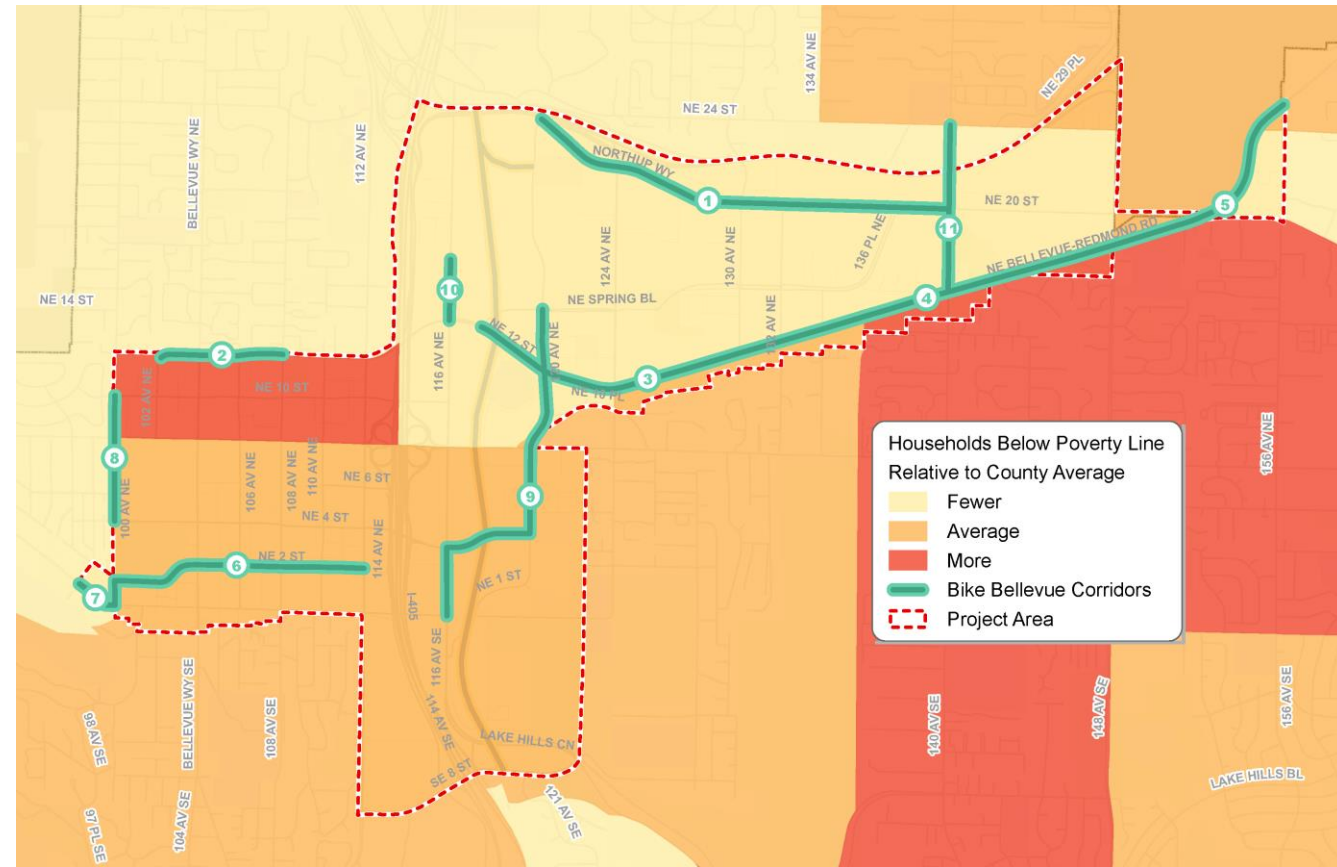 134 AV NE
NE 29 PL
NE 24 ST
BELLEVUE WY NE
112 AV NE
NORTHUP WY
1
NE 20 ST
5
11
124 AV NE
130 AV NE
136 PL NE
NE BELLEVUE-REDMOND RD
10
NE 14 ST
NE SPRING BL
4
NE 12 ST
2
116 AV NE
3
NE 10 ST
102 AV NE
NE 10 PL
8
106 AV NE
108 AV NE
110 AV NE
NE 6 ST
9
100 AV NE
NE 4 ST
114 AV NE
NE 2 ST
6
7
NE 1 ST
I-405
156 AV NE
Households Below Poverty Line
Relative to County Average
Fewer
Average
More
Bike Bellevue Corridors
Project Area
116 AV SE
BELLEVUE WY SE
108 AV SE
98 AV SE
114 AV SE
LAKE HILLS CN
SE 8 ST
121 AV SE
104 AV SE
97 PL SE
140 AV SE
148 AV SE
156 AV SE
LAKE HILLS BL